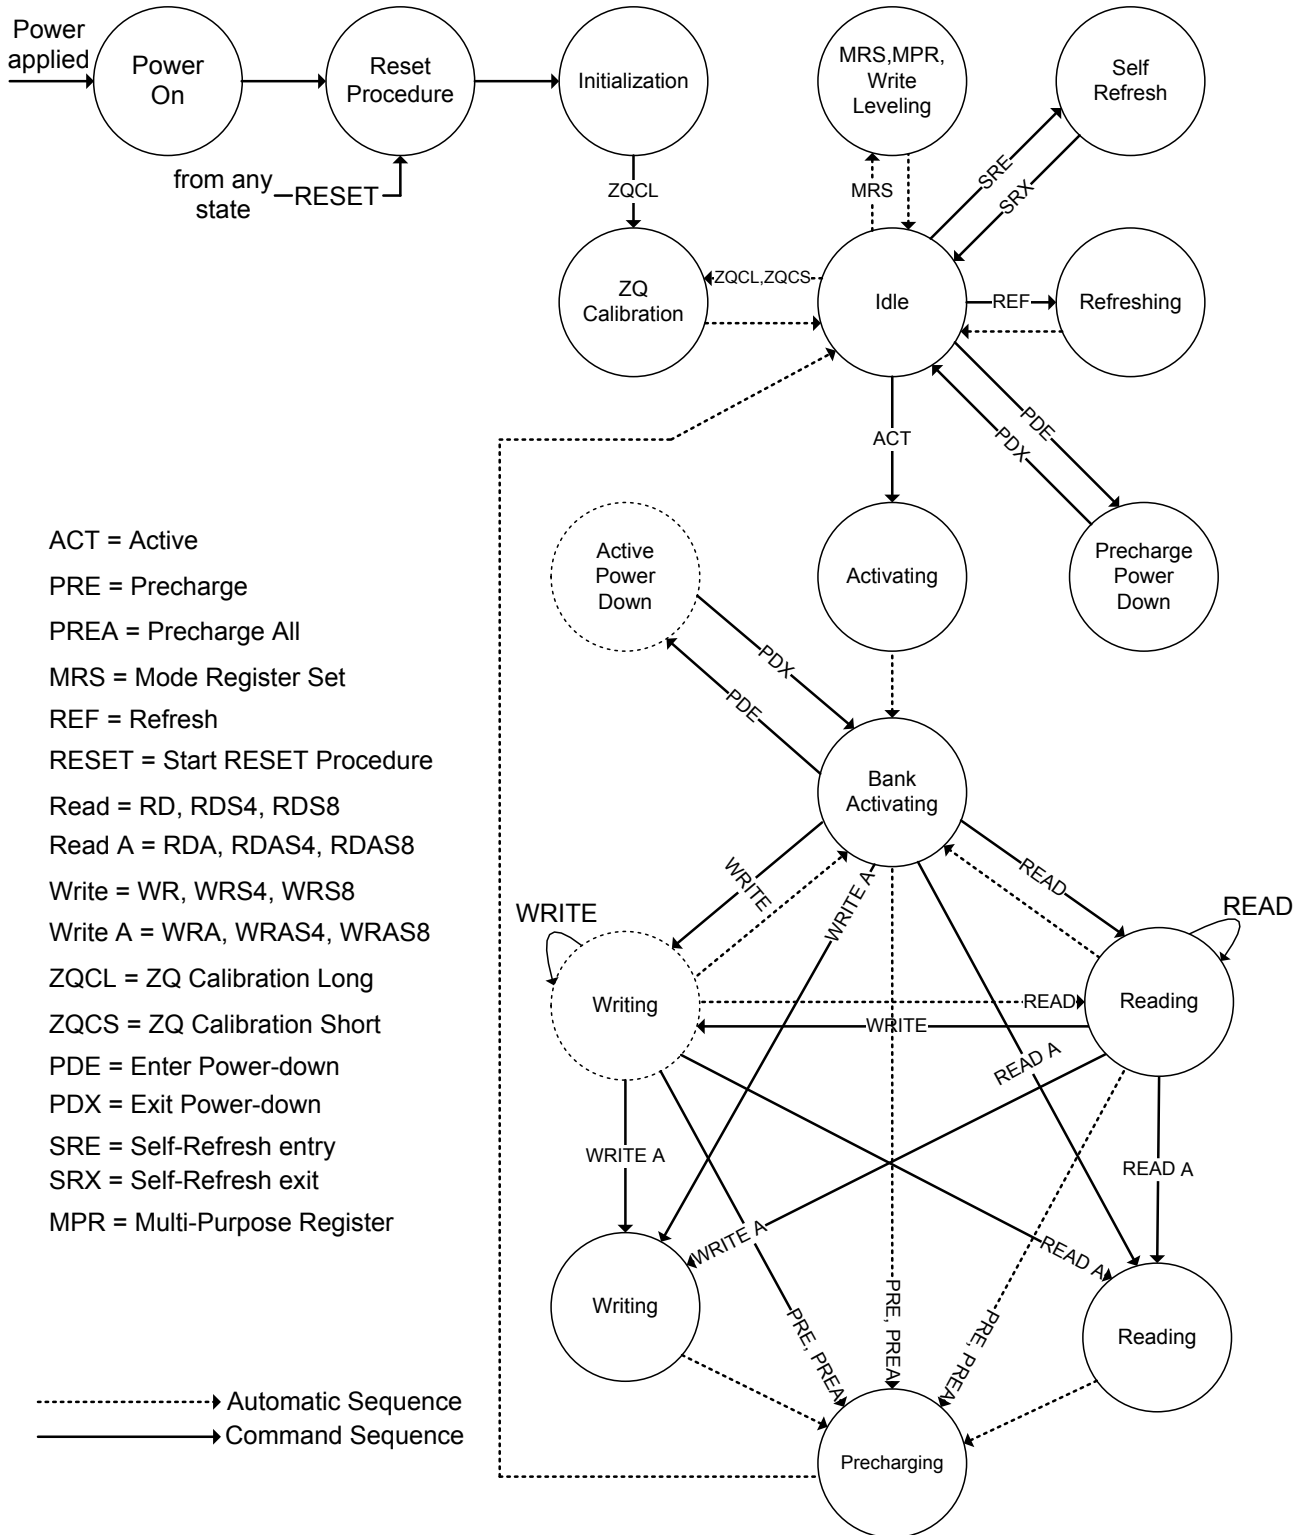 Power
applied
Power
On
Reset
Procedure
Initialization
MRS,MPR,
Write
Leveling
Self
Refresh
from any
state
RESET
ZQCL
MRS
SRE
SRX
ZQ
Calibration
ZQCL,ZQCS
Idle
REF
Refreshing
ACT
PDE
PDX
Active
Power
Down
Activating
Precharge
Power
Down
PDX
PDE
Bank
Activating
WRITE
WRITE A
READ
WRITE
READ
Writing
READ
Reading
WRITE
READ A
WRITE A
READ A
WRITE A
READ A
Writing
PRE, PREA
PRE, PREA
PRE, PREA
Reading
Precharging
ACT = Active
PRE = Precharge
PREA = Precharge All
MRS = Mode Register Set
REF = Refresh
RESET = Start RESET Procedure
Read = RD, RDS4, RDS8
Read A = RDA, RDAS4, RDAS8
Write = WR, WRS4, WRS8
Write A = WRA, WRAS4, WRAS8
ZQCL = ZQ Calibration Long
ZQCS = ZQ Calibration Short
PDE = Enter Power-down
PDX = Exit Power-down
SRE = Self-Refresh entry
SRX = Self-Refresh exit
MPR = Multi-Purpose Register
Automatic Sequence
Command Sequence